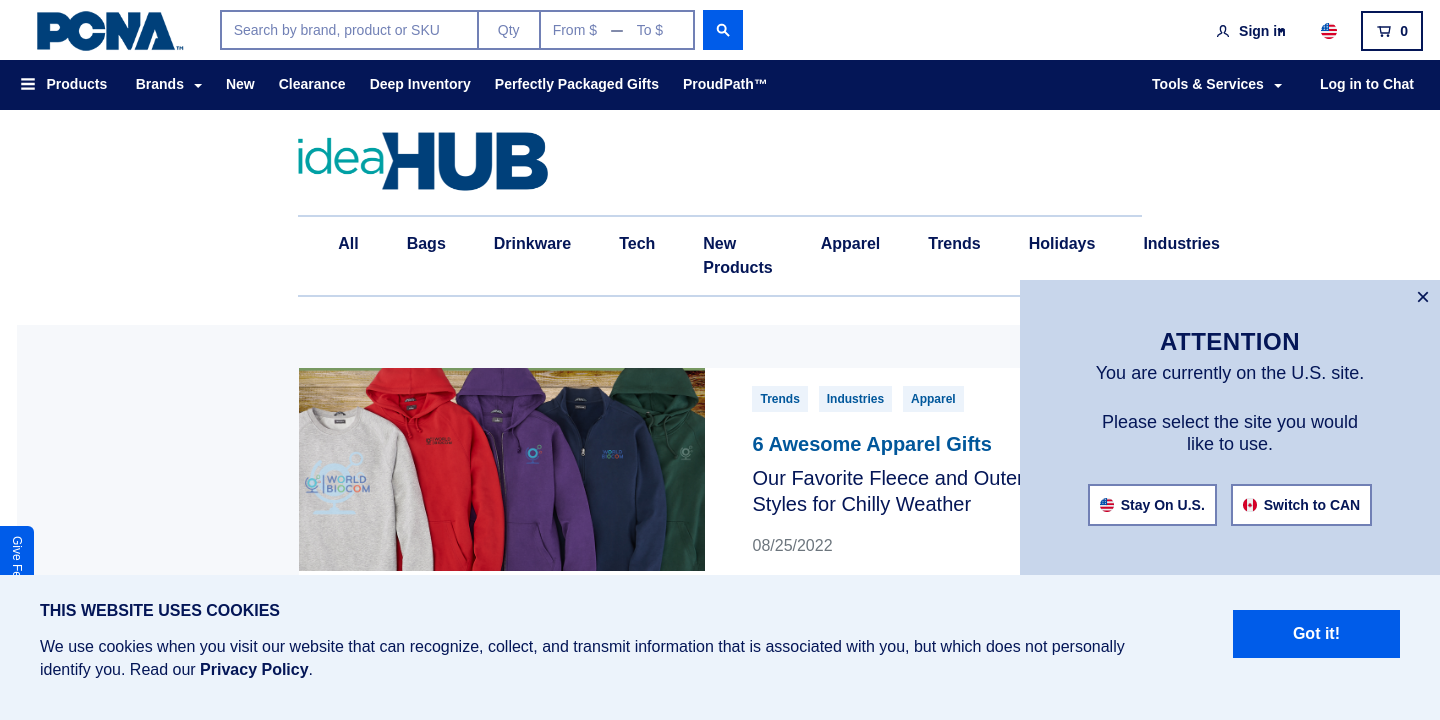 PCNA™
Search by brand, product or SKU
Qty
From $ — To $
Sign in
0
Products
Brands
New
Clearance
Deep Inventory
Perfectly Packaged Gifts
ProudPath™
Tools & Services
Log in to Chat
ideaHUB
All
Bags
Drinkware
Tech
New
Products
Apparel
Trends
Holidays
Industries
×
ATTENTION
You are currently on the U.S. site.
Please select the site you would
like to use.
Stay On U.S.
Switch to CAN
WORLD
BIOCOM
Trends
Industries
Apparel
6 Awesome Apparel Gifts
Our Favorite Fleece and Outer
Styles for Chilly Weather
08/25/2022
Give Fe
THIS WEBSITE USES COOKIES
We use cookies when you visit our website that can recognize, collect, and transmit information that is associated with you, but which does not personally
identify you. Read our Privacy Policy.
Got it!